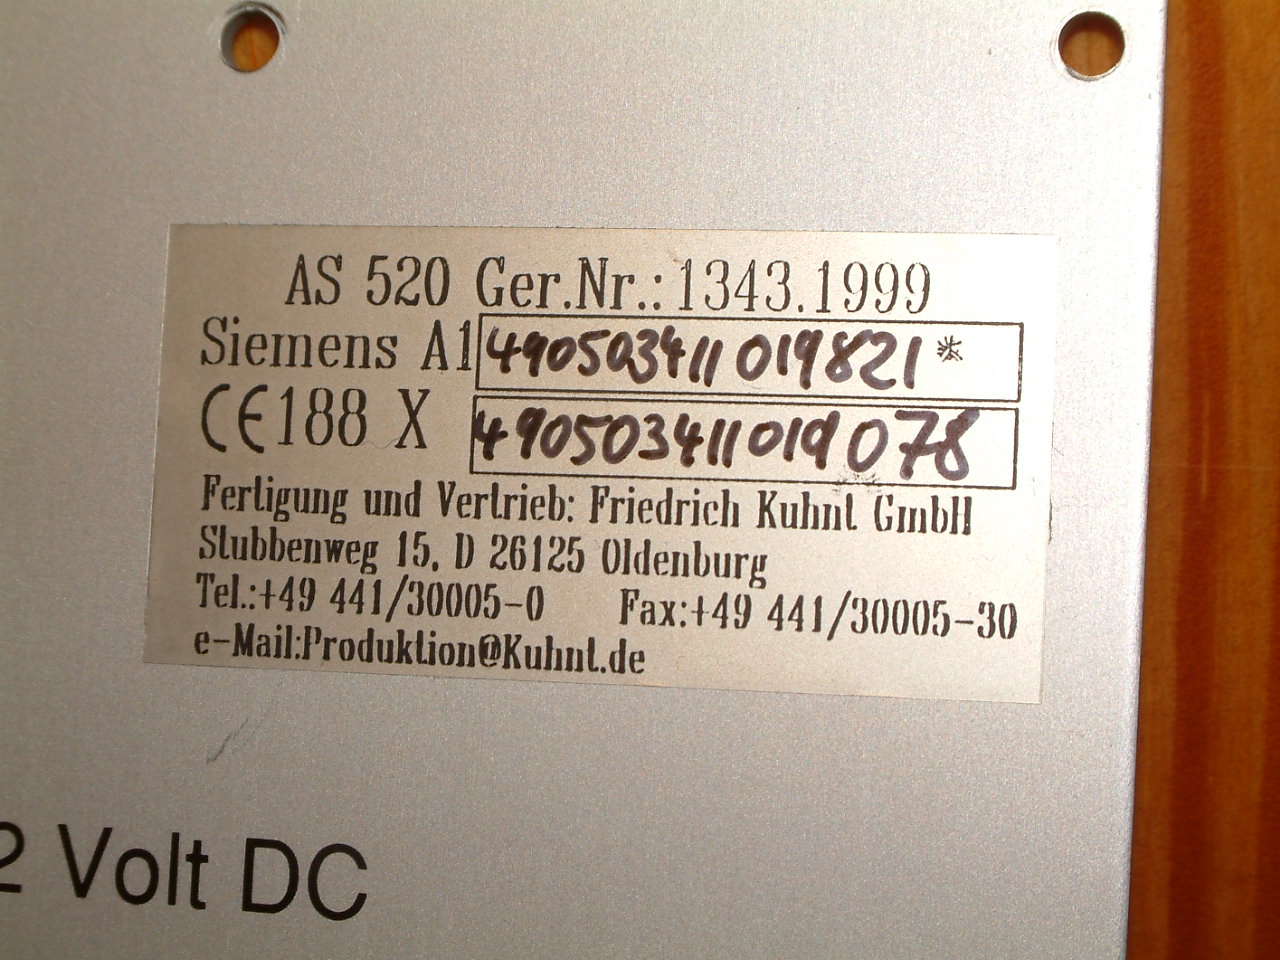 AS 520 Ger.Nr.: 1343.1999
Siemens A1 490503411019821*
CE188 X 490503411019078
Fertigung und Vertrieb: Friedrich Kuhnt GmbH
Stubbenweg 15, D 26125 Oldenburg
Tel.:+49 441/30005-0 Fax:+49 441/30005-30
e-Mail:Produktion@Kuhnt.de
2 Volt DC